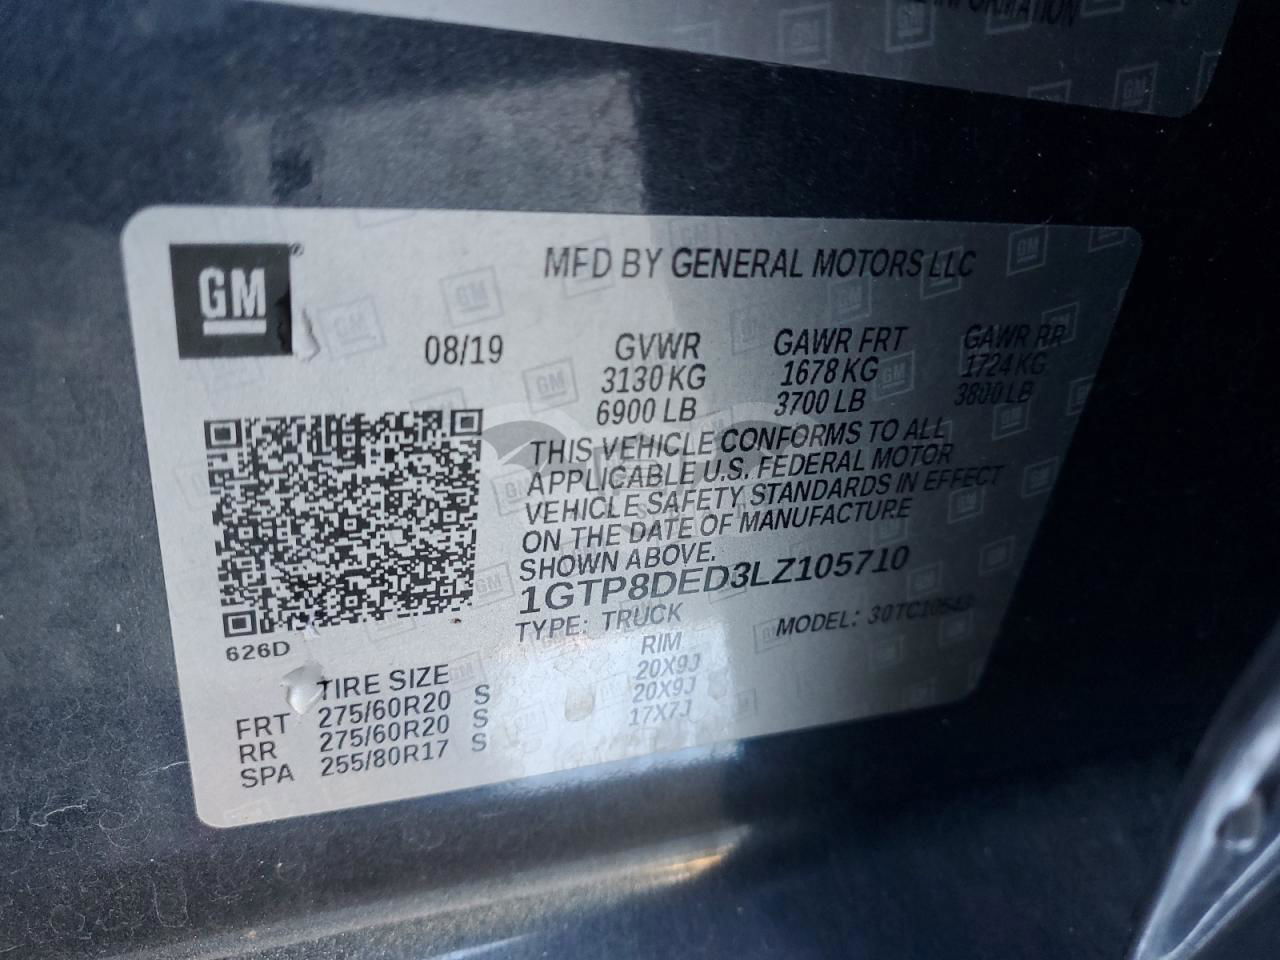 INFORMATION
GM
MFD BY GENERAL MOTORS LLC
08/19
GVWR GAWR FRT GAWR RR
3130 KG 1678 KG 1724 KG
6900 LB 3700 LB 3800 LB
THIS VEHICLE CONFORMS TO ALL
APPLICABLE U.S. FEDERAL MOTOR
VEHICLE SAFETY STANDARDS IN EFFECT
ON THE DATE OF MANUFACTURE
SHOWN ABOVE.
1GTP8DED3LZ105710
TYPE: TRUCK MODEL: 30TC10543
626D
TIRE SIZE RIM
FRT 275/60R20 S 20X9J
RR 275/60R20 S 20X9J
SPA 255/80R17 S 17X7J